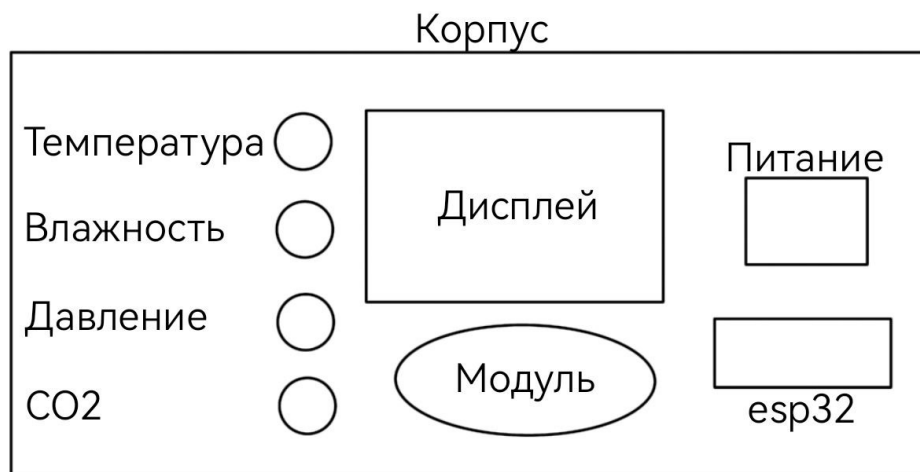 Корпус
Температура
Влажность
Давление
CO2
Дисплей
Модуль
Питание
esp32